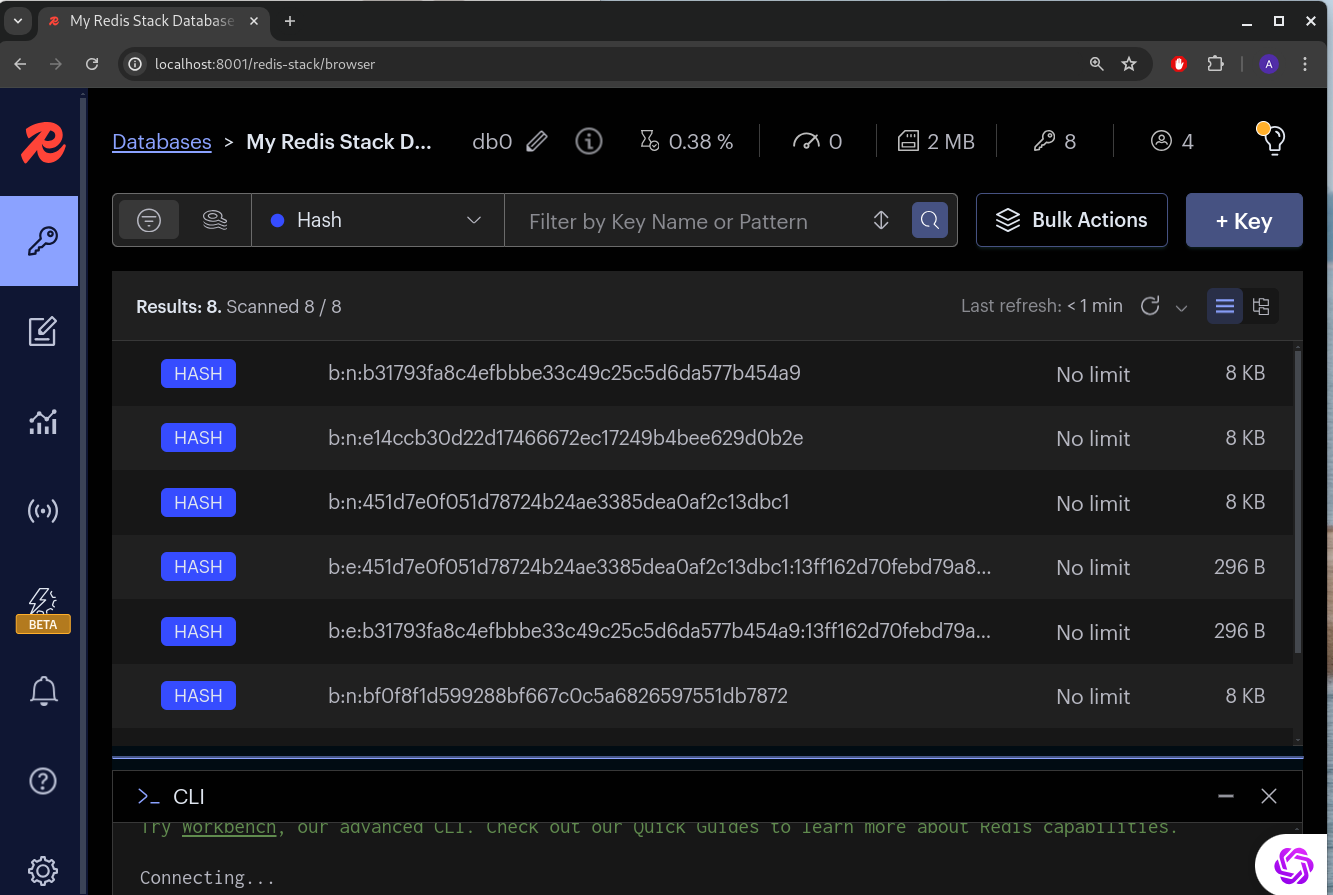 My Redis Stack Database
localhost:8001/redis-stack/browser
A
Databases > My Redis Stack D... db0 0.38 % 0 2 MB 8 4
Hash Filter by Key Name or Pattern Bulk Actions + Key
Results: 8. Scanned 8 / 8 Last refresh: < 1 min
HASH b:n:b31793fa8c4efbbbe33c49c25c5d6da577b454a9 No limit 8 KB
HASH b:n:e14ccb30d22d17466672ec17249b4bee629d0b2e No limit 8 KB
HASH b:n:451d7e0f051d78724b24ae3385dea0af2c13dbc1 No limit 8 KB
HASH b:e:451d7e0f051d78724b24ae3385dea0af2c13dbc1:13ff162d70febd79a8... No limit 296 B
BETA
HASH b:e:b31793fa8c4efbbbe33c49c25c5d6da577b454a9:13ff162d70febd79a... No limit 296 B
HASH b:n:bf0f8f1d599288bf667c0c5a6826597551db7872 No limit 8 KB
>_ CLI
Try Workbench, our advanced CLI. Check out our Quick Guides to learn more about Redis capabilities.
Connecting...